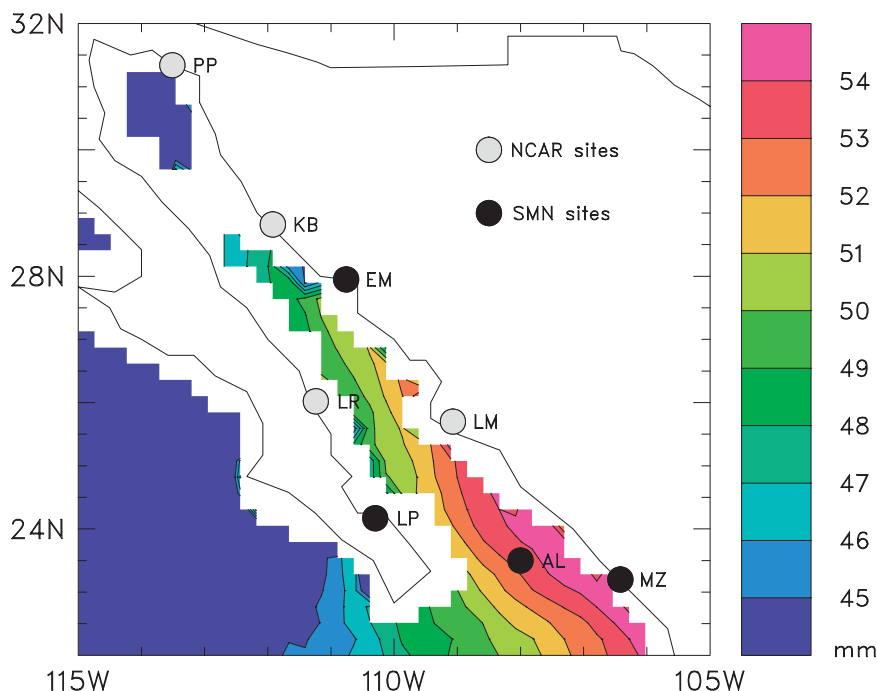 32N
PP
54
53
NCAR sites
52
SMN sites
KB
51
28N
EM
50
49
LR
LM
48
47
24N
LP
46
AL
MZ
45
mm
115W
110W
105W